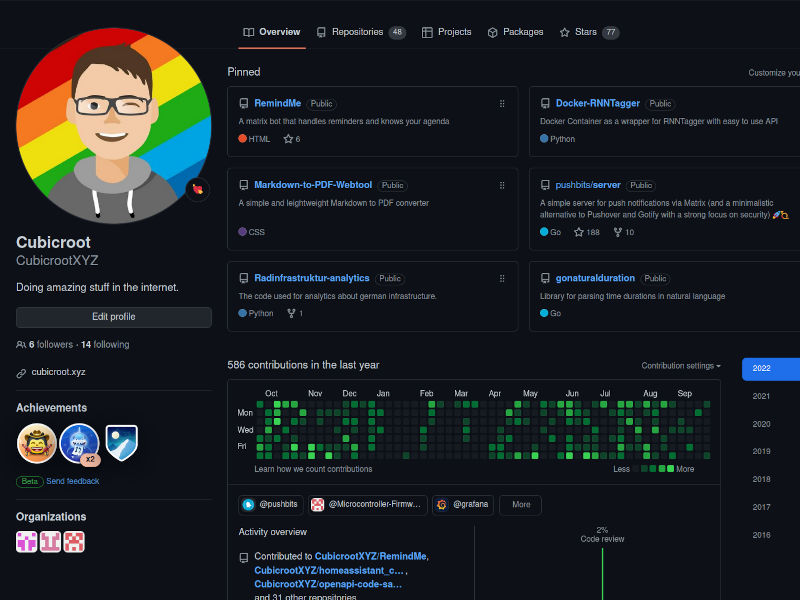 Overview
Repositories 48
Projects
Packages
Stars 77
Pinned
Customize you
RemindMe Public
A matrix bot that handles reminders and knows your agenda
HTML 6
Docker-RNNTagger Public
Docker Container as a wrapper for RNNTagger with easy to use API
Python
Markdown-to-PDF-Webtool Public
A simple and leightweight Markdown to PDF converter
CSS
pushbits/server Public
A simple server for push notifications via Matrix (and a minimalistic
alternative to Pushover and Gotify with a strong focus on security)
Go 188 10
Radinfrastruktur-analytics Public
The code used for analytics about german infrastructure.
Python 1
gonaturalduration Public
Library for parsing time durations in natural language
Go
Cubicroot
CubicrootXYZ
Doing amazing stuff in the internet.
Edit profile
6 followers · 14 following
cubicroot.xyz
Achievements
x2
Beta Send feedback
Organizations
586 contributions in the last year
Contribution settings
2022
2021
2020
2019
2018
2017
2016
Oct Nov Dec Jan Feb Mar Apr May Jun Jul Aug Sep
Mon
Wed
Fri
Learn how we count contributions
Less More
@pushbits
@Microcontroller-Firmw...
@grafana
More
Activity overview
Contributed to CubicrootXYZ/RemindMe,
CubicrootXYZ/homeassistant_c... ,
CubicrootXYZ/openapi-code-sa...
and 31 other repositories
2%
Code review